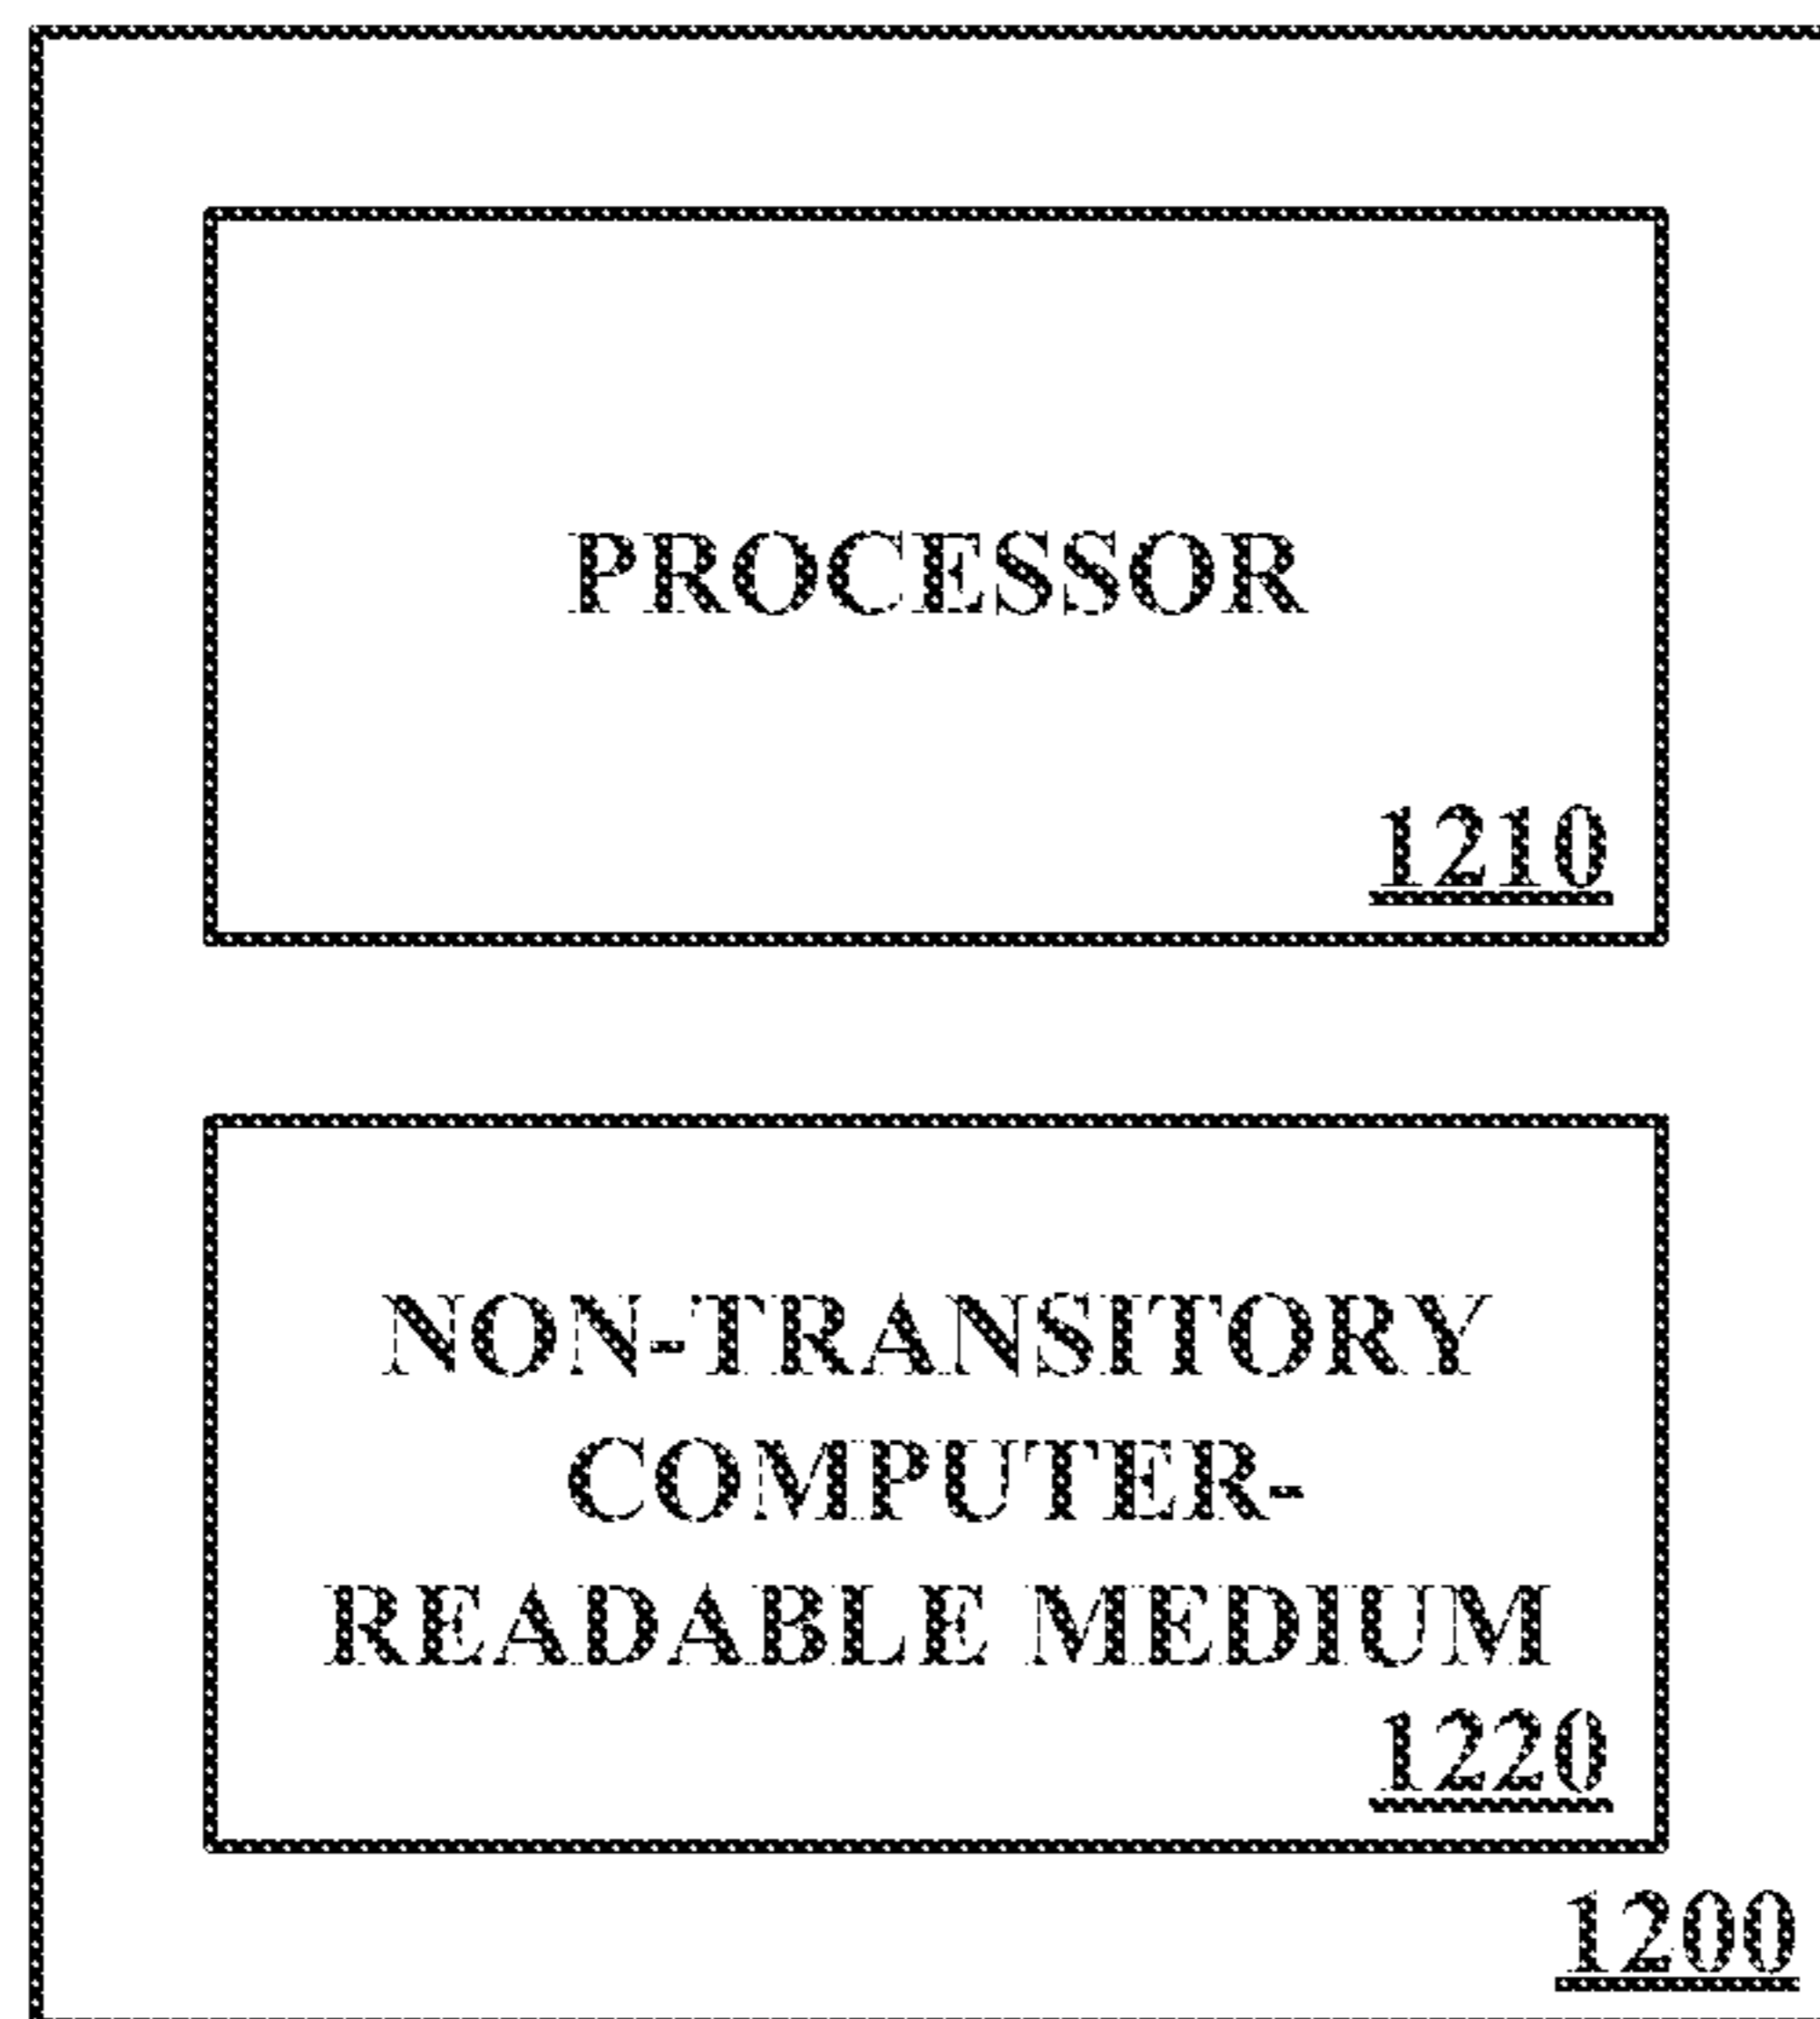 PROCESSOR
1210
NON-TRANSITORY
COMPUTER-
READABLE MEDIUM
1220
1200